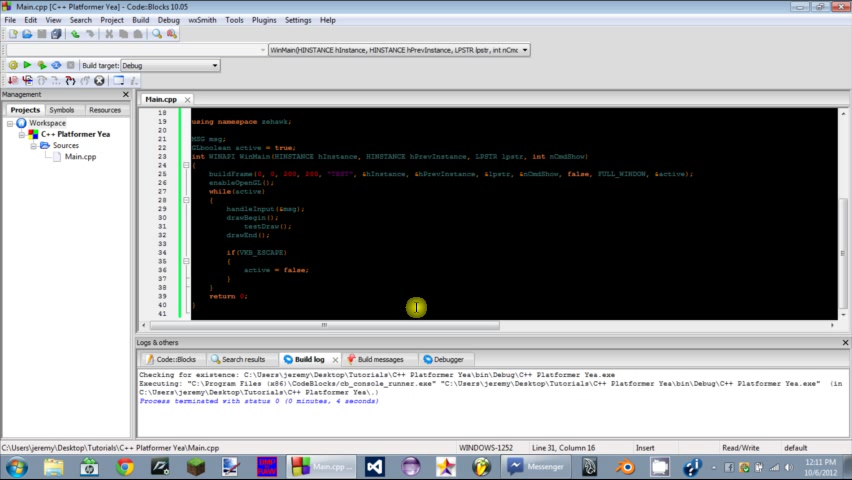 Main.cpp [C++ Platformer Yea] - Code::Blocks 10.05
File Edit View Search Project Build Debug wxSmith Tools Plugins Settings Help
WinMain(HINSTANCE hInstance, HINSTANCE hPrevInstance, LPSTR lpstr, int nCmc
Build target: Debug
Management
Projects Symbols Resources
Workspace
C++ Platformer Yea
Sources
Main.cpp
Main.cpp
18
19 using namespace zehawk;
20
21 MSG msg;
22 GLboolean active = true;
23 int WINAPI WinMain(HINSTANCE hInstance, HINSTANCE hPrevInstance, LPSTR lpstr, int nCmdShow)
24 {
25 buildFrame(0, 0, 200, 200, "TEST", &hInstance, &hPrevInstance, &lpstr, &nCmdShow, false, FULL_WINDOW, &active);
26 enableOpenGL();
27 while(active)
28 {
29 handleInput(&msg);
30 drawBegin();
31 testDraw();
32 drawEnd();
33
34 if(VKB_ESCAPE)
35 {
36 active = false;
37 }
38 }
39 return 0;
40 }
41
Logs & others
Code::Blocks Search results Build log Build messages Debugger
Checking for existence: C:\Users\jeremy\Desktop\Tutorials\C++ Platformer Yea\bin\Debug\C++ Platformer Yea.exe
Executing: "C:\Program Files (x86)\CodeBlocks/cb_console_runner.exe" "C:\Users\jeremy\Desktop\Tutorials\C++ Platformer Yea\bin\Debug\C++ Platformer Yea.exe" (in
C:\Users\jeremy\Desktop\Tutorials\C++ Platformer Yea\.)
Process terminated with status 0 (0 minutes, 4 seconds)
C:\Users\jeremy\Desktop\Tutorials\C++ Platformer Yea\Main.cpp WINDOWS-1252 Line 31, Column 16 Insert Read/Write default
Main.cpp ... Messenger 12:11 PM
10/6/2012